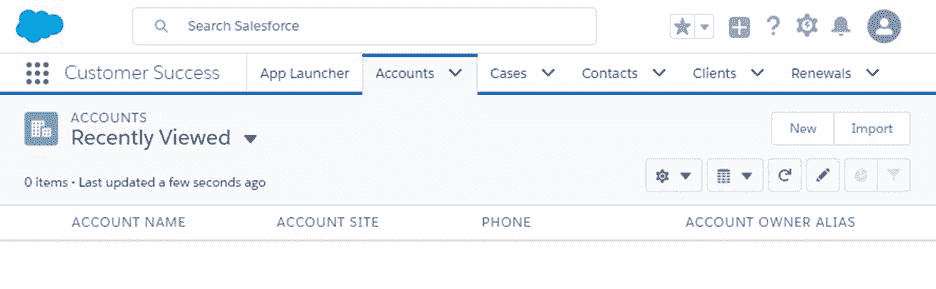 Search Salesforce
Customer Success App Launcher Accounts Cases Contacts Clients Renewals
ACCOUNTS
Recently Viewed
New Import
0 items • Last updated a few seconds ago
ACCOUNT NAME ACCOUNT SITE PHONE ACCOUNT OWNER ALIAS